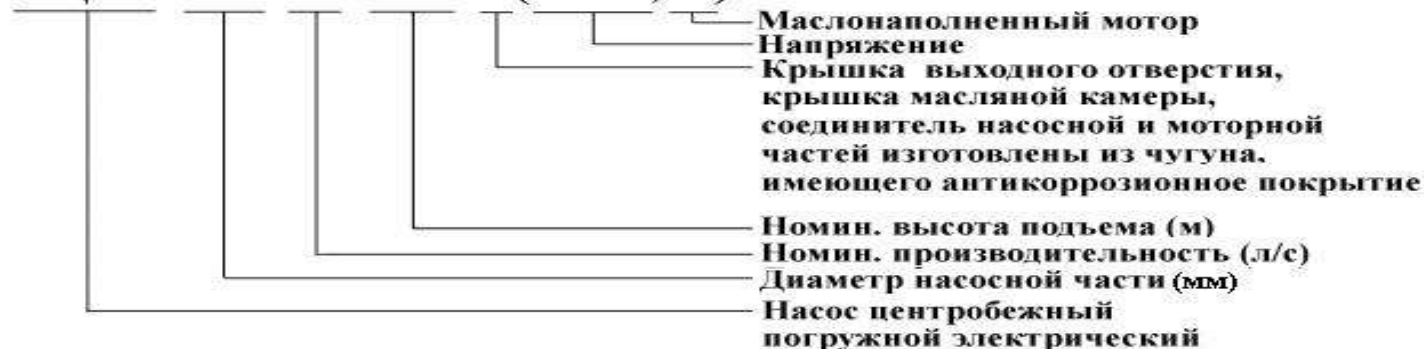 Маслонаполненный мотор
Напряжение
Крышка выходного отверстия,
крышка масляной камеры,
соединитель насосной и моторной
частей изготовлены из чугуна,
имеющего антикоррозионное покрытие
Номин. высота подъема (м)
Номин. производительность (л/с)
Диаметр насосной части (мм)
Насос центробежный
погружной электрический